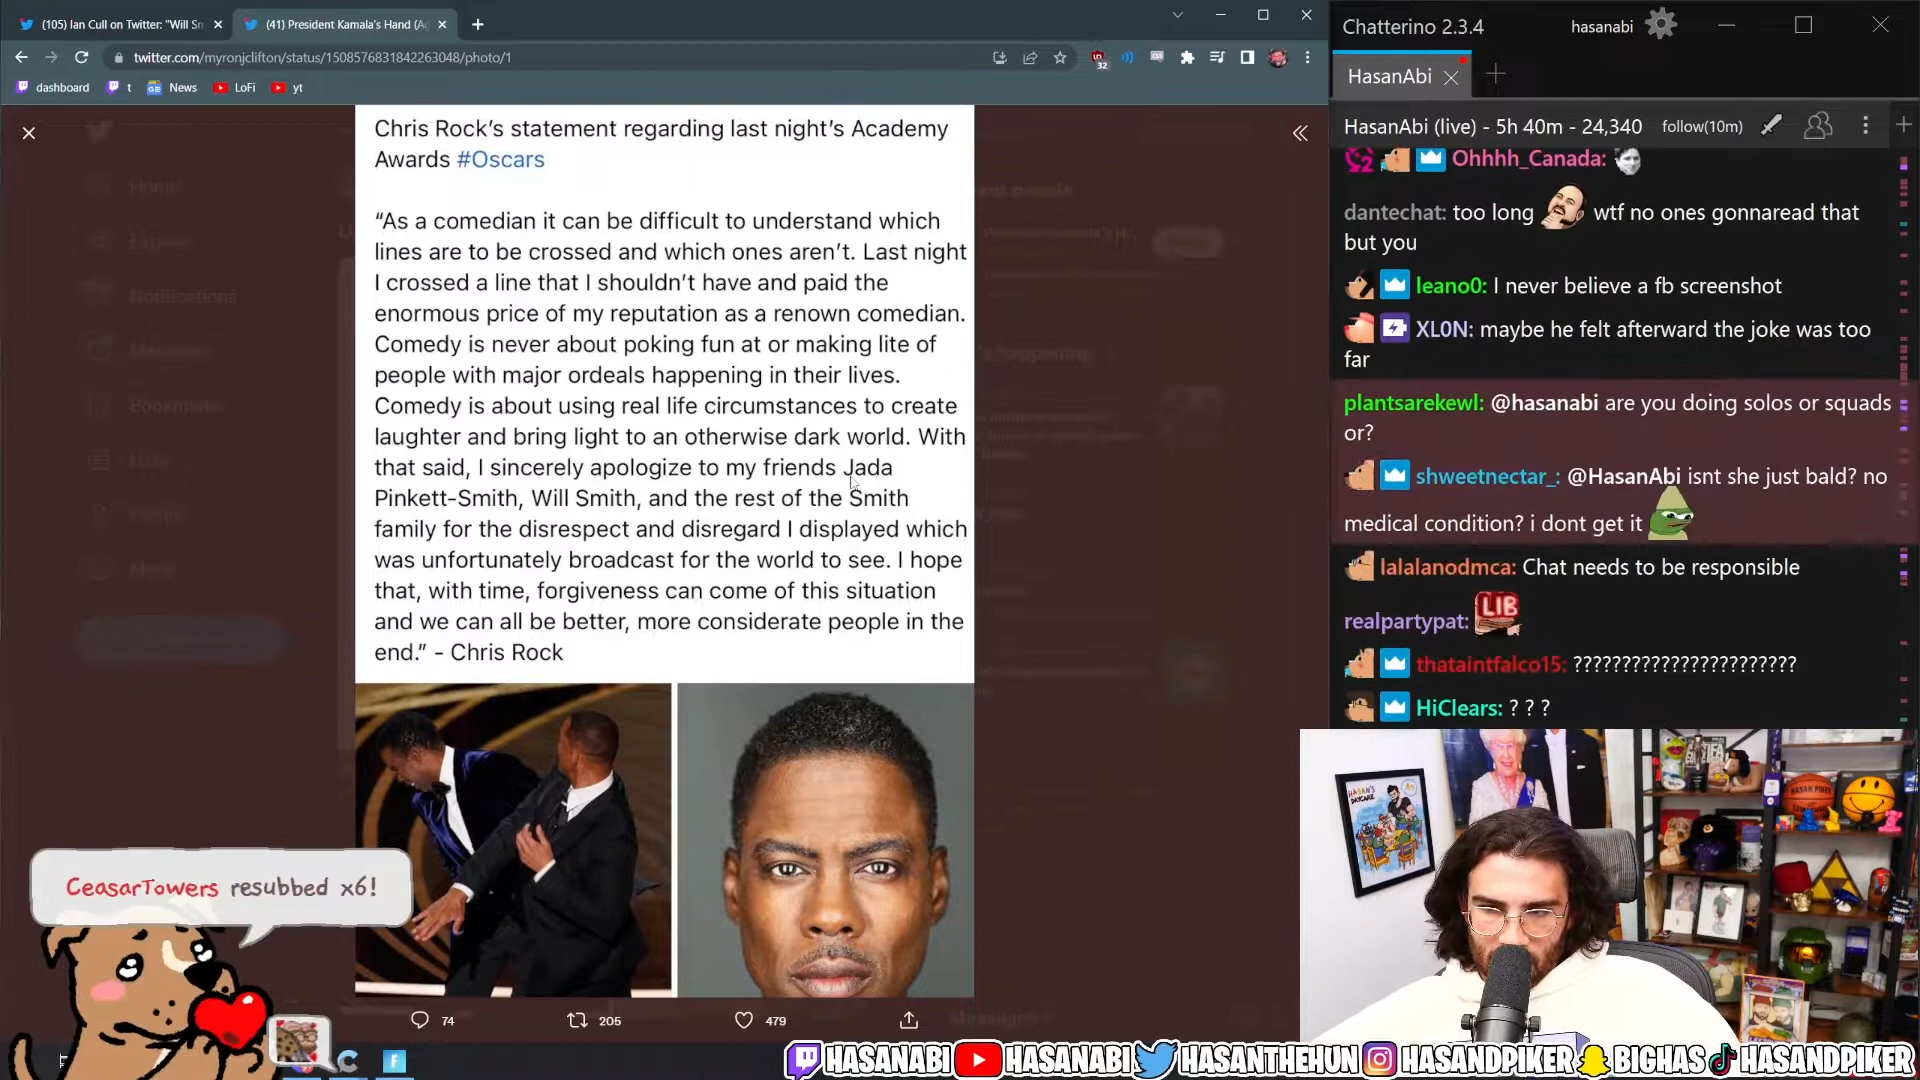 (105) Ian Cull on Twitter: "Will Sm
(41) President Kamala's Hand (A
twitter.com/myronjclifton/status/1508576831842263048/photo/1
32
dashboard
t
News
LoFi
yt
Chris Rock's statement regarding last night's Academy
Awards #Oscars
"As a comedian it can be difficult to understand which
lines are to be crossed and which ones aren't. Last night
I crossed a line that I shouldn't have and paid the
enormous price of my reputation as a renown comedian.
Comedy is never about poking fun at or making lite of
people with major ordeals happening in their lives.
Comedy is about using real life circumstances to create
laughter and bring light to an otherwise dark world. With
that said, I sincerely apologize to my friends Jada
Pinkett-Smith, Will Smith, and the rest of the Smith
family for the disrespect and disregard I displayed which
was unfortunately broadcast for the world to see. I hope
that, with time, forgiveness can come of this situation
and we can all be better, more considerate people in the
end." - Chris Rock
Home
Notifications
Bookmarks
More
74
205
479
CeasarTowers resubbed x6!
Chatterino 2.3.4
hasanabi
HasanAbi
HasanAbi (live) - 5h 40m - 24,340
follow(10m)
Ohhhh_Canada:
dantechat: too long wtf no ones gonnaread that
but you
leano0: I never believe a fb screenshot
XL0N: maybe he felt afterward the joke was too
far
plantsarekewl: @hasanabi are you doing solos or squads
or?
shweetnectar_: @HasanAbi isnt she just bald? no
medical condition? i dont get it
lalalanodmca: Chat needs to be responsible
realpartypat: LIB
thataintfalco15: ???????????????????????
HiClears: ? ? ?
HASAN'S
DAYCARE
HASANABI
HASANABI
HASANTHEHUN
HASANDPIKER
BIGHAS
HASANDPIKER